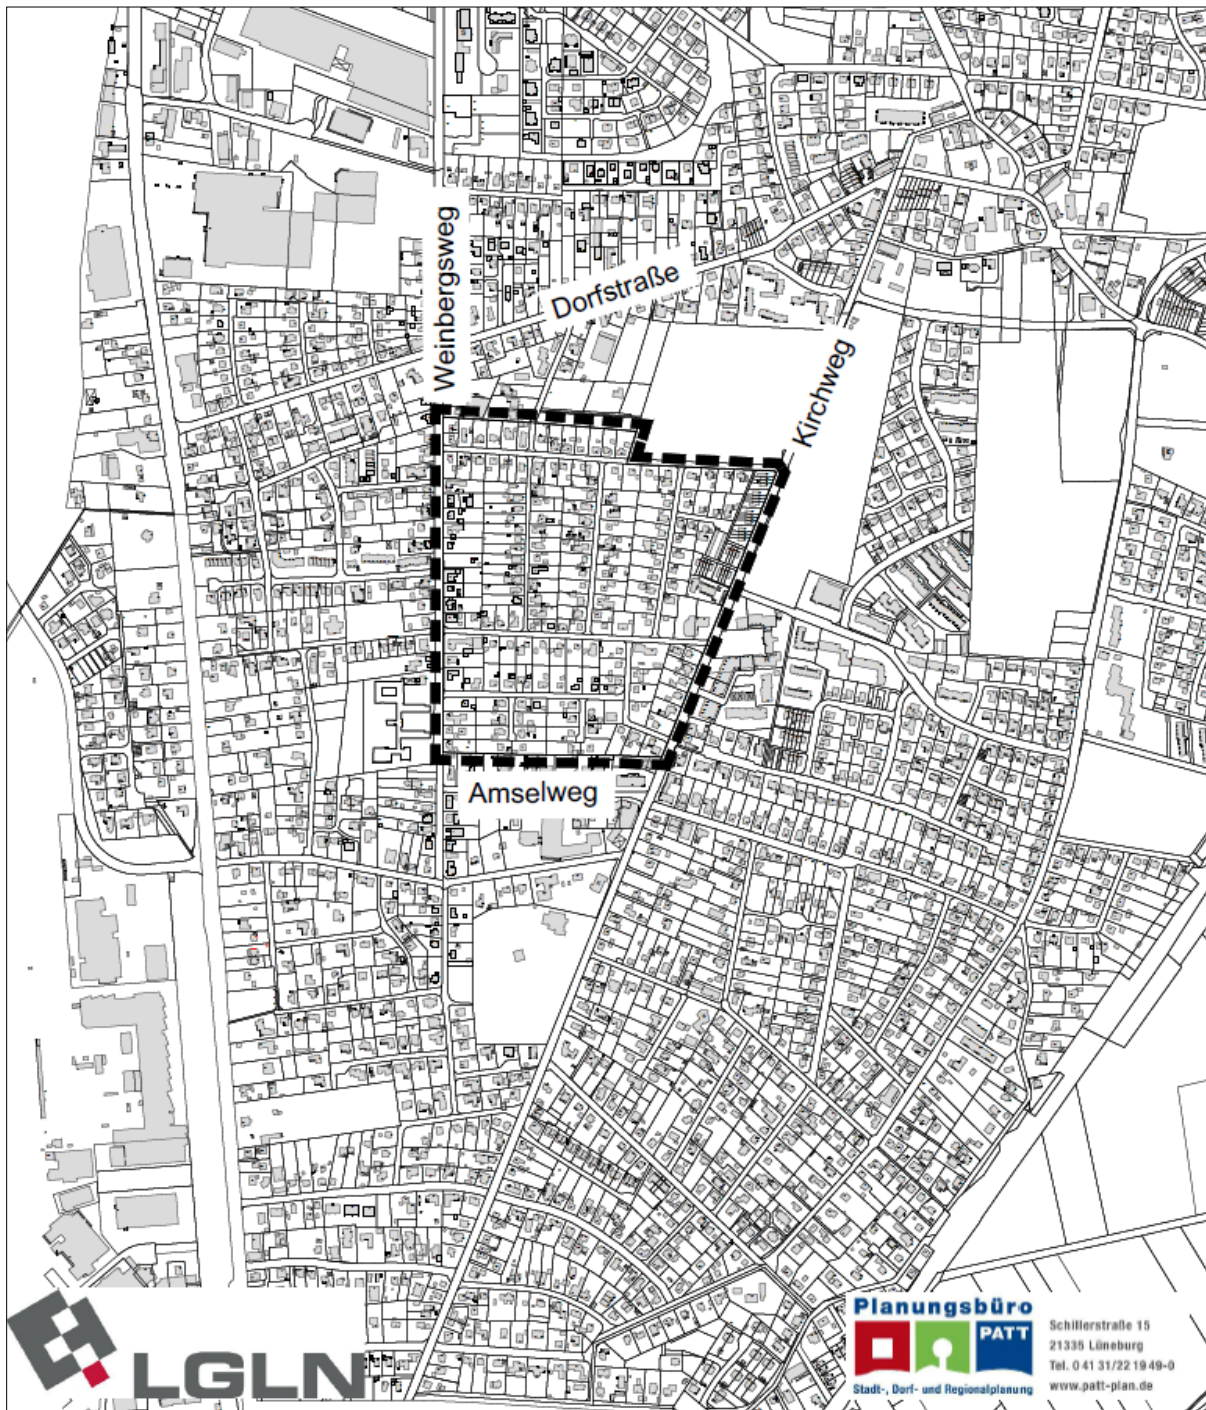 Weinbergsweg
Dorfstraße
Kirchweg
Amselweg
LGLN
Planungsbüro
PATT
Stadt-, Dorf- und Regionalplanung
Schillerstraße 15
21335 Lüneburg
Tel. 0 41 31/22 19 49-0
www.patt-plan.de